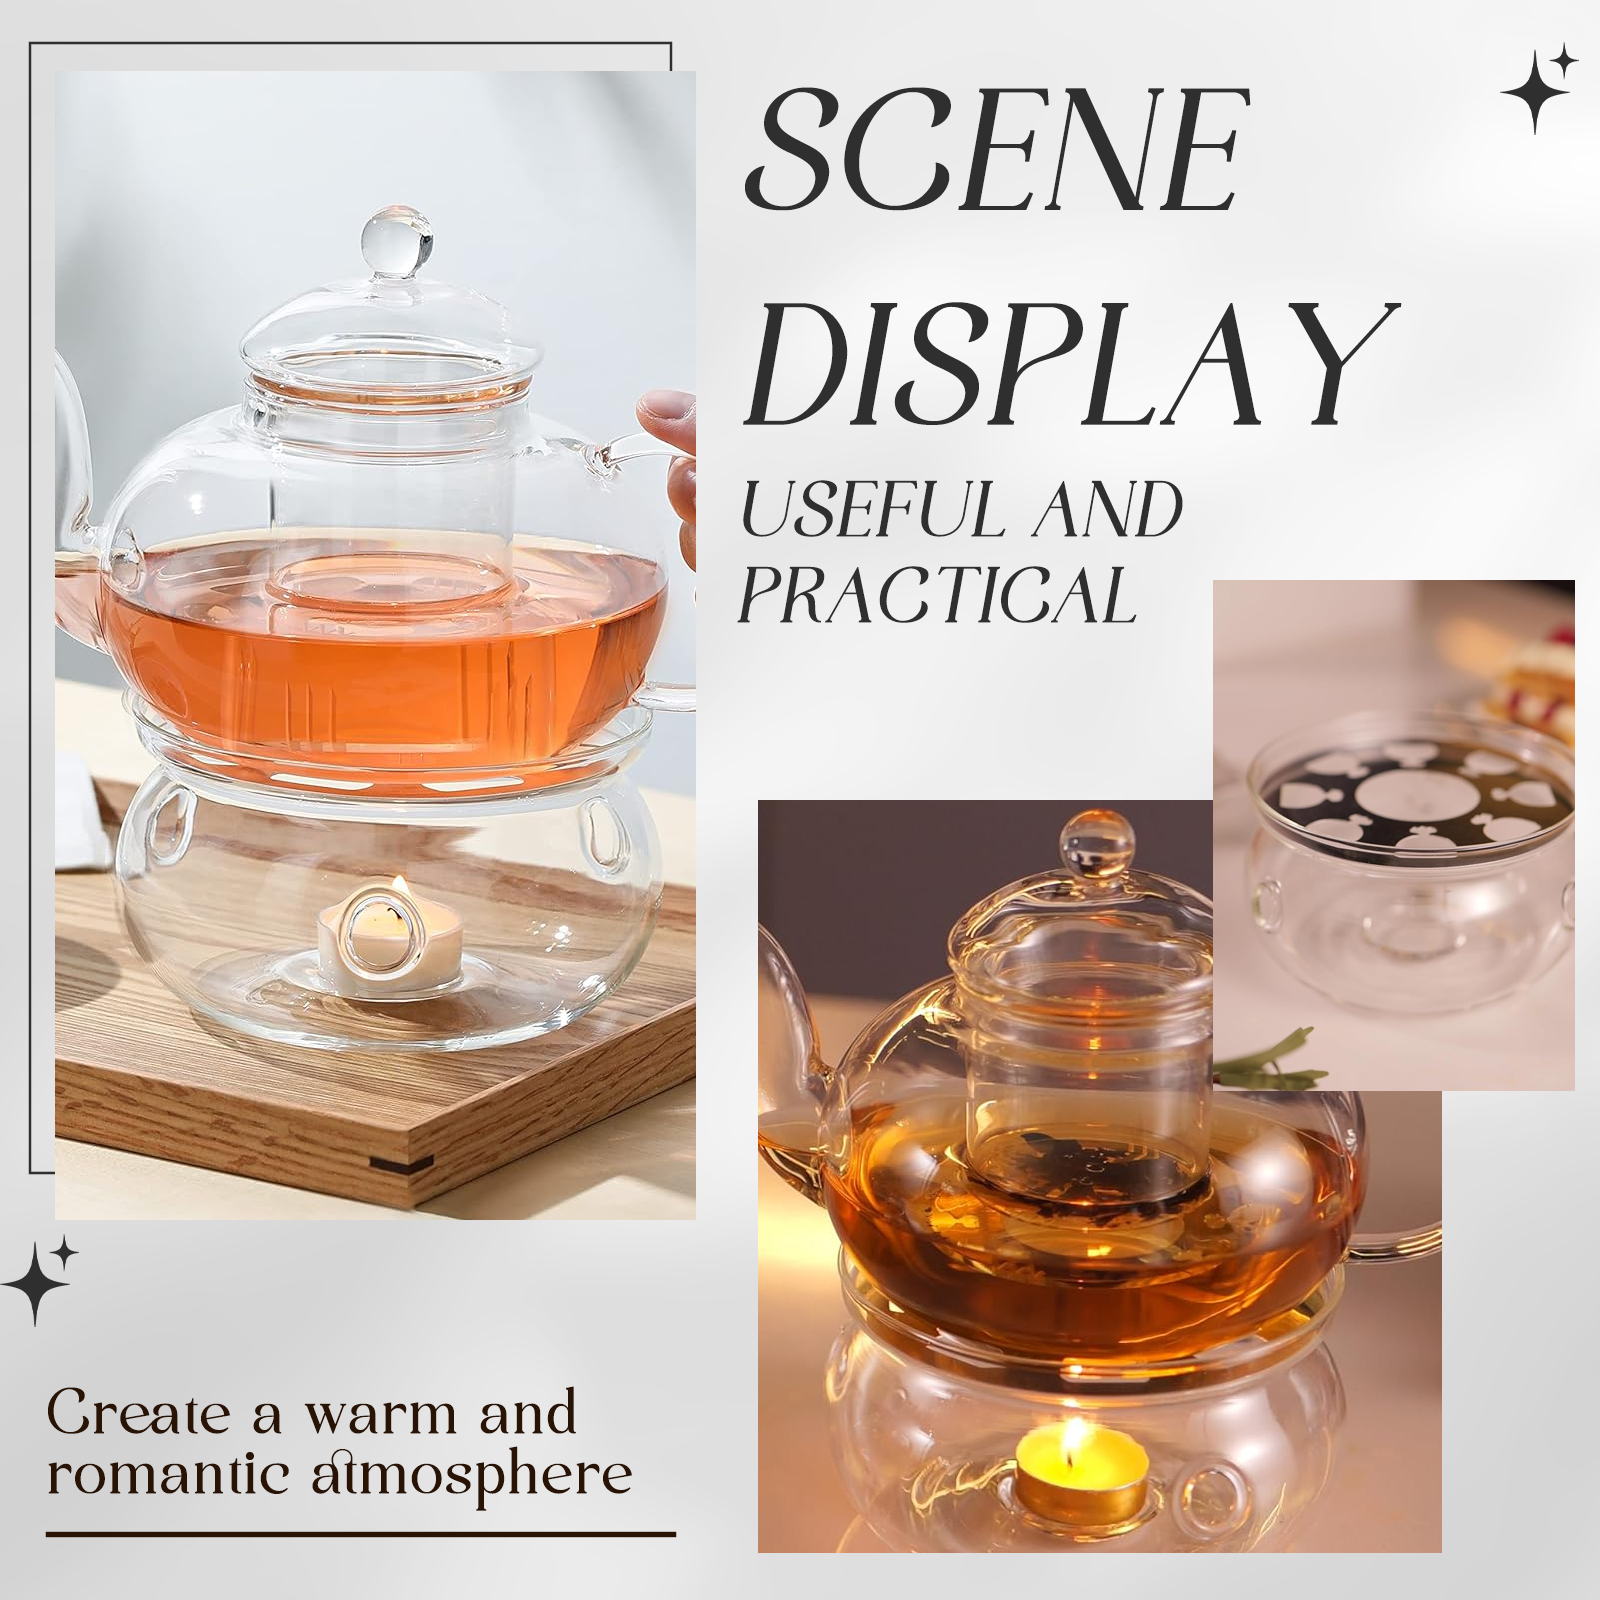 SCENE
DISPLAY
USEFUL AND
PRACTICAL
Create a warm and
romantic atmosphere